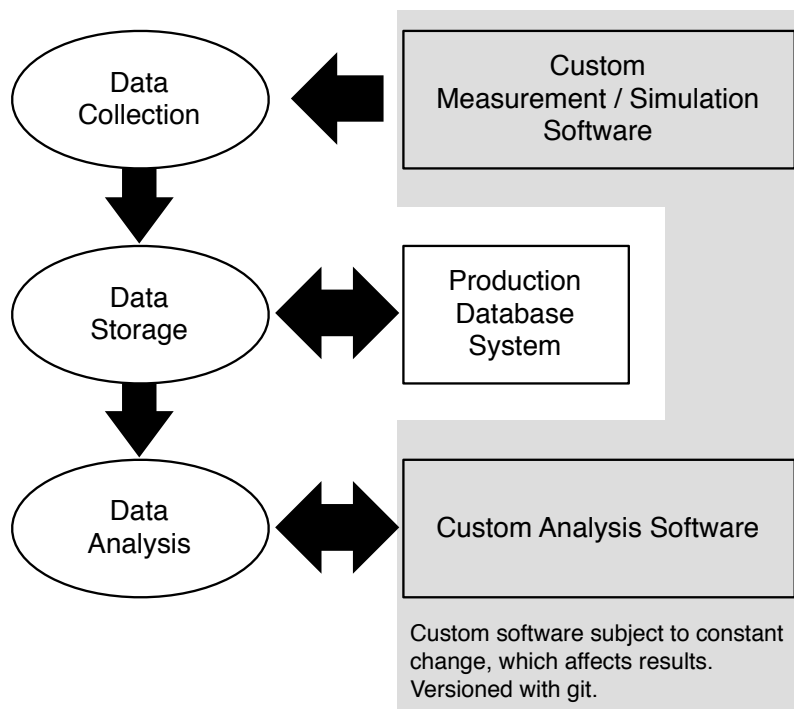 Data
Collection
Custom
Measurement / Simulation
Software
Data
Storage
Production
Database
System
Data
Analysis
Custom Analysis Software
Custom software subject to constant
change, which affects results.
Versioned with git.